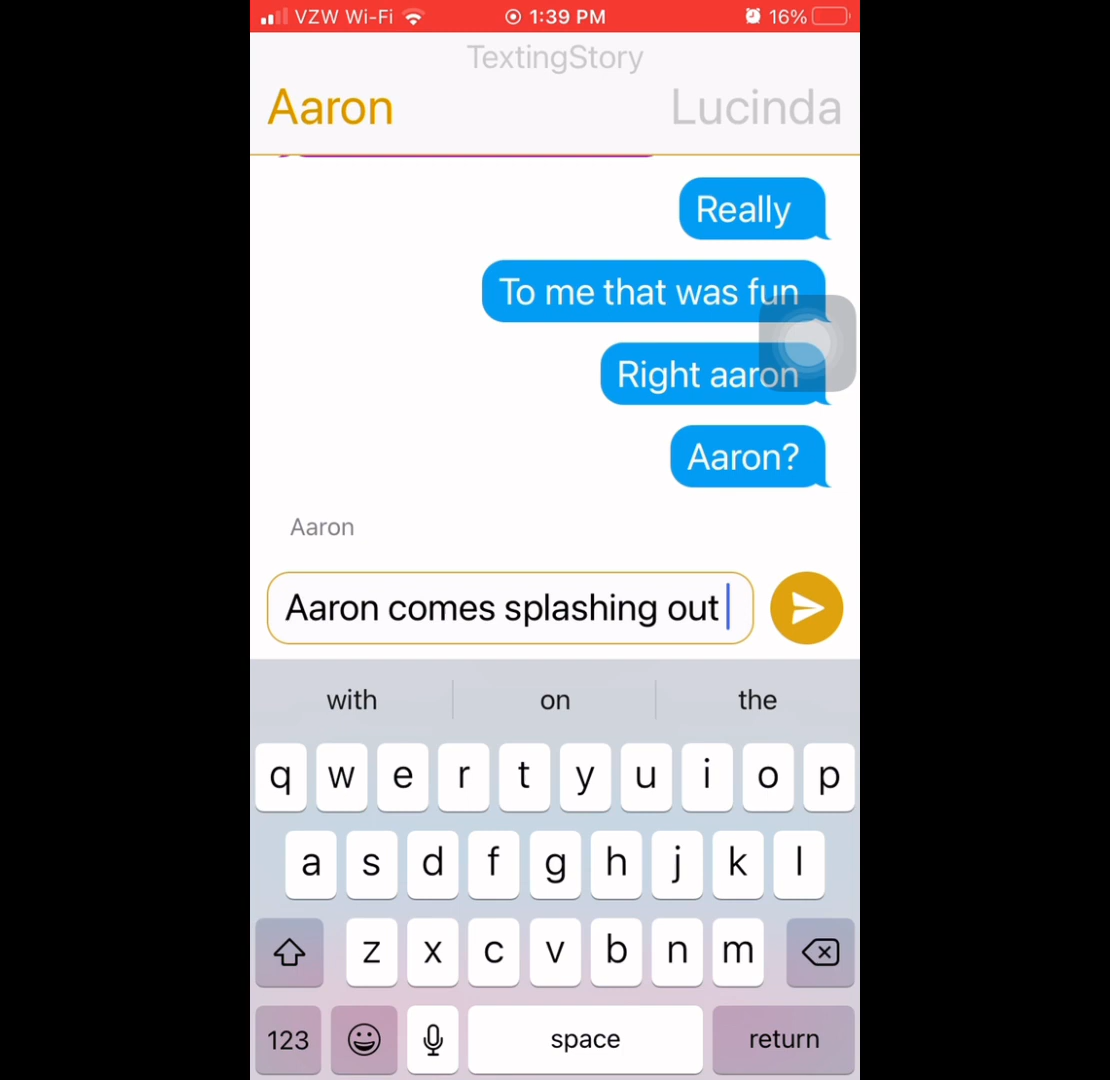 VZW Wi-Fi 1:39 PM 16%
TextingStory
Aaron Lucinda
Really
To me that was fun
Right aaron
Aaron?
Aaron
Aaron comes splashing out
with on the
q w e r t y u i o p
a s d f g h j k l
z x c v b n m
123 space return